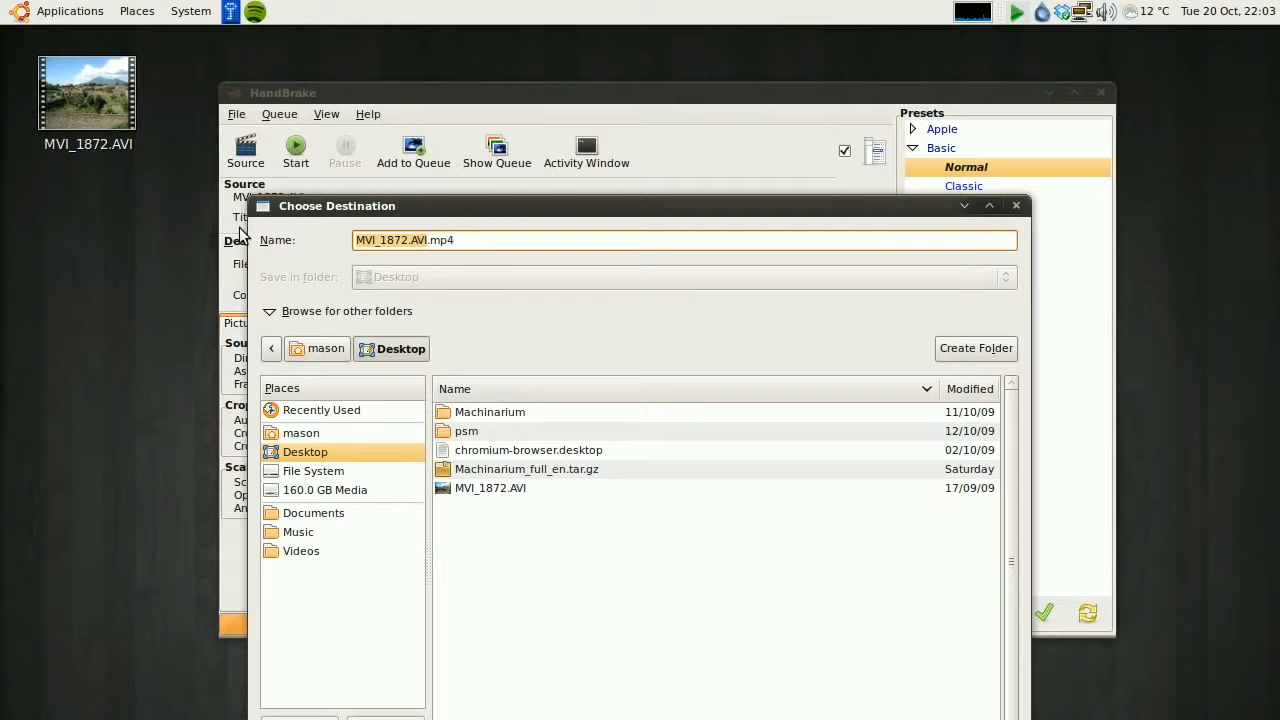 Applications Places System 12 °C Tue 20 Oct, 22:03
MVI_1872.AVI
HandBrake
File Queue View Help
Source Start Pause Add to Queue Show Queue Activity Window
Presets
Apple
Basic
Normal
Classic
Source
Choose Destination
Name: MVI_1872.AVI.mp4
Save in folder: Desktop
Browse for other folders
mason Desktop Create Folder
Places
Recently Used
mason
Desktop
File System
160.0 GB Media
Documents
Music
Videos
Name Modified
Machinarium 11/10/09
psm 12/10/09
chromium-browser.desktop 02/10/09
Machinarium_full_en.tar.gz Saturday
MVI_1872.AVI 17/09/09